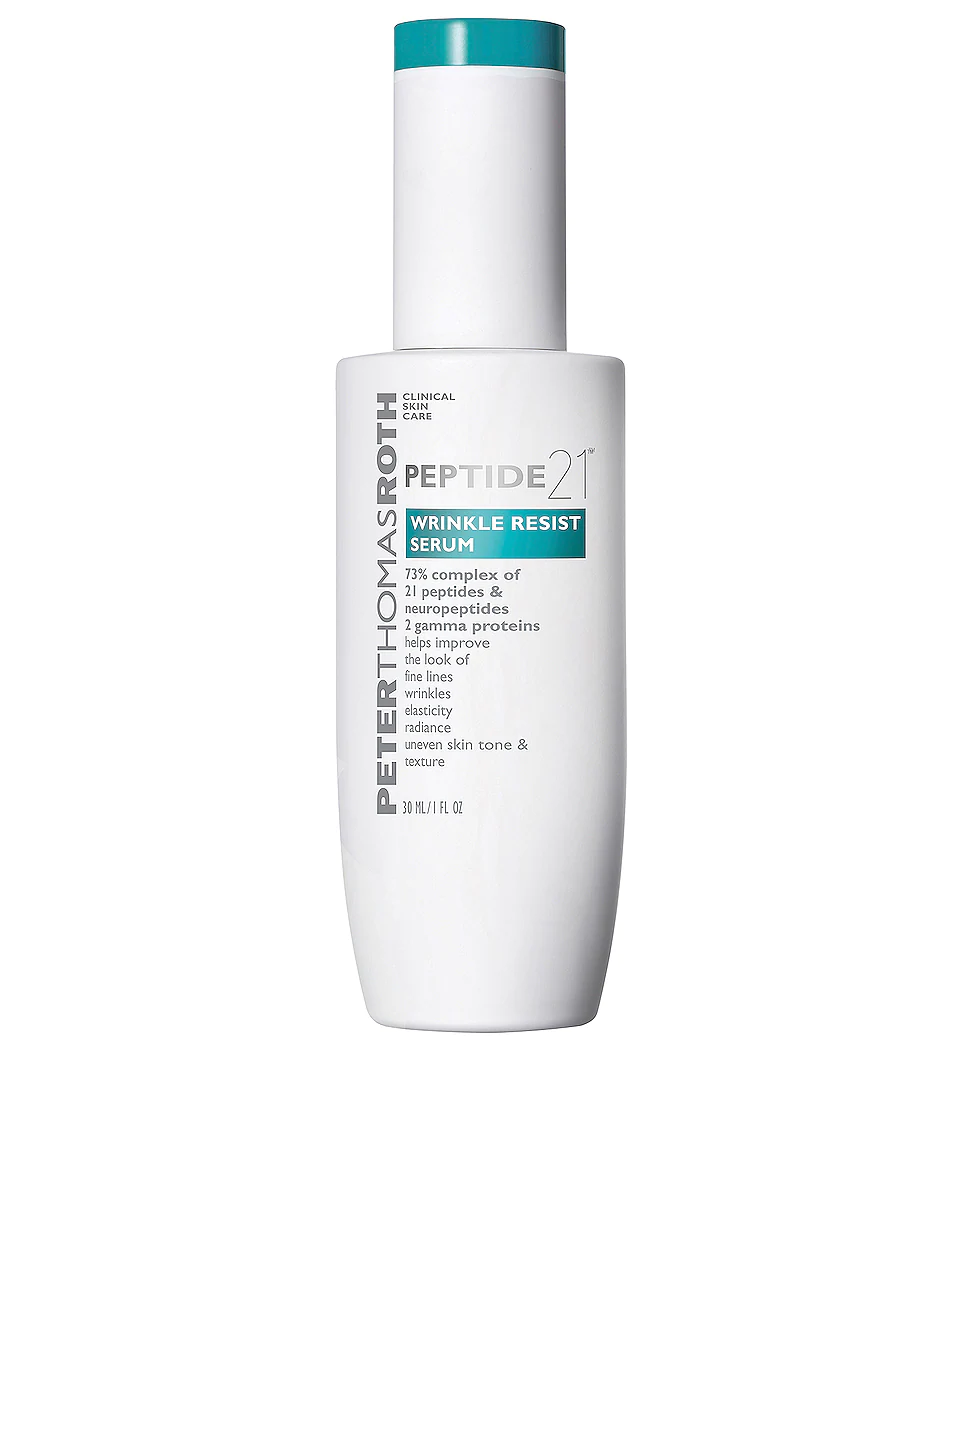 PETERTHOMASROTH
CLINICAL
SKIN
CARE
PEPTIDE21™
WRINKLE RESIST
SERUM
73% complex of
21 peptides &
neuropeptides
2 gamma proteins
helps improve
the look of
fine lines
wrinkles
elasticity
radiance
uneven skin tone &
texture
30 ML/1 FL OZ